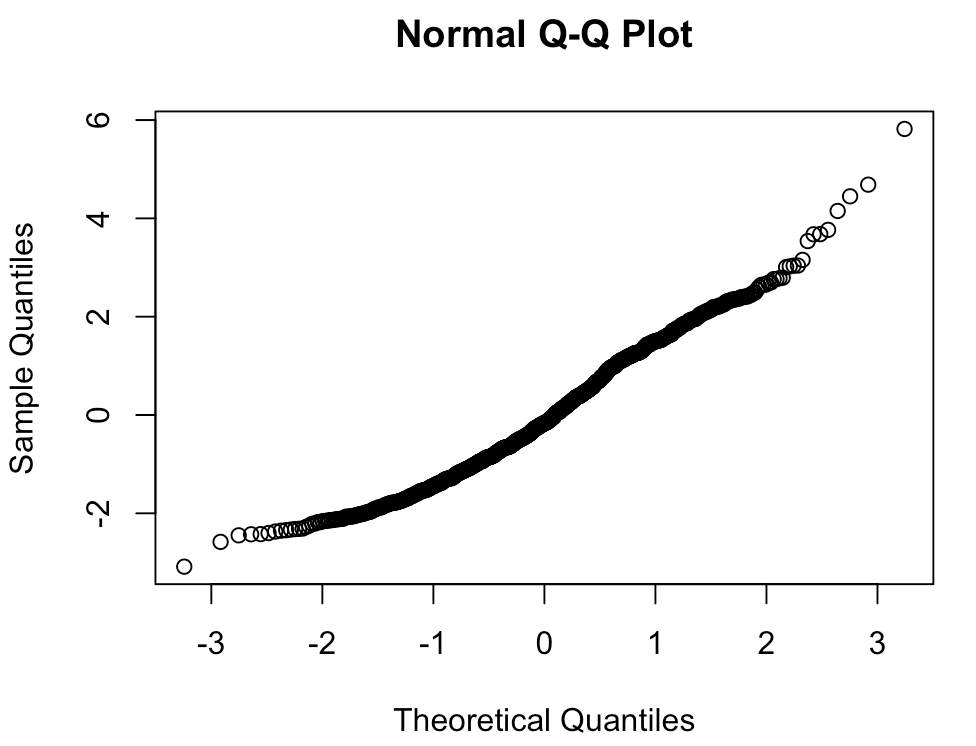 Normal Q-Q Plot
6
4
2
0
-2
Sample Quantiles
-3 -2 -1 0 1 2 3
Theoretical Quantiles